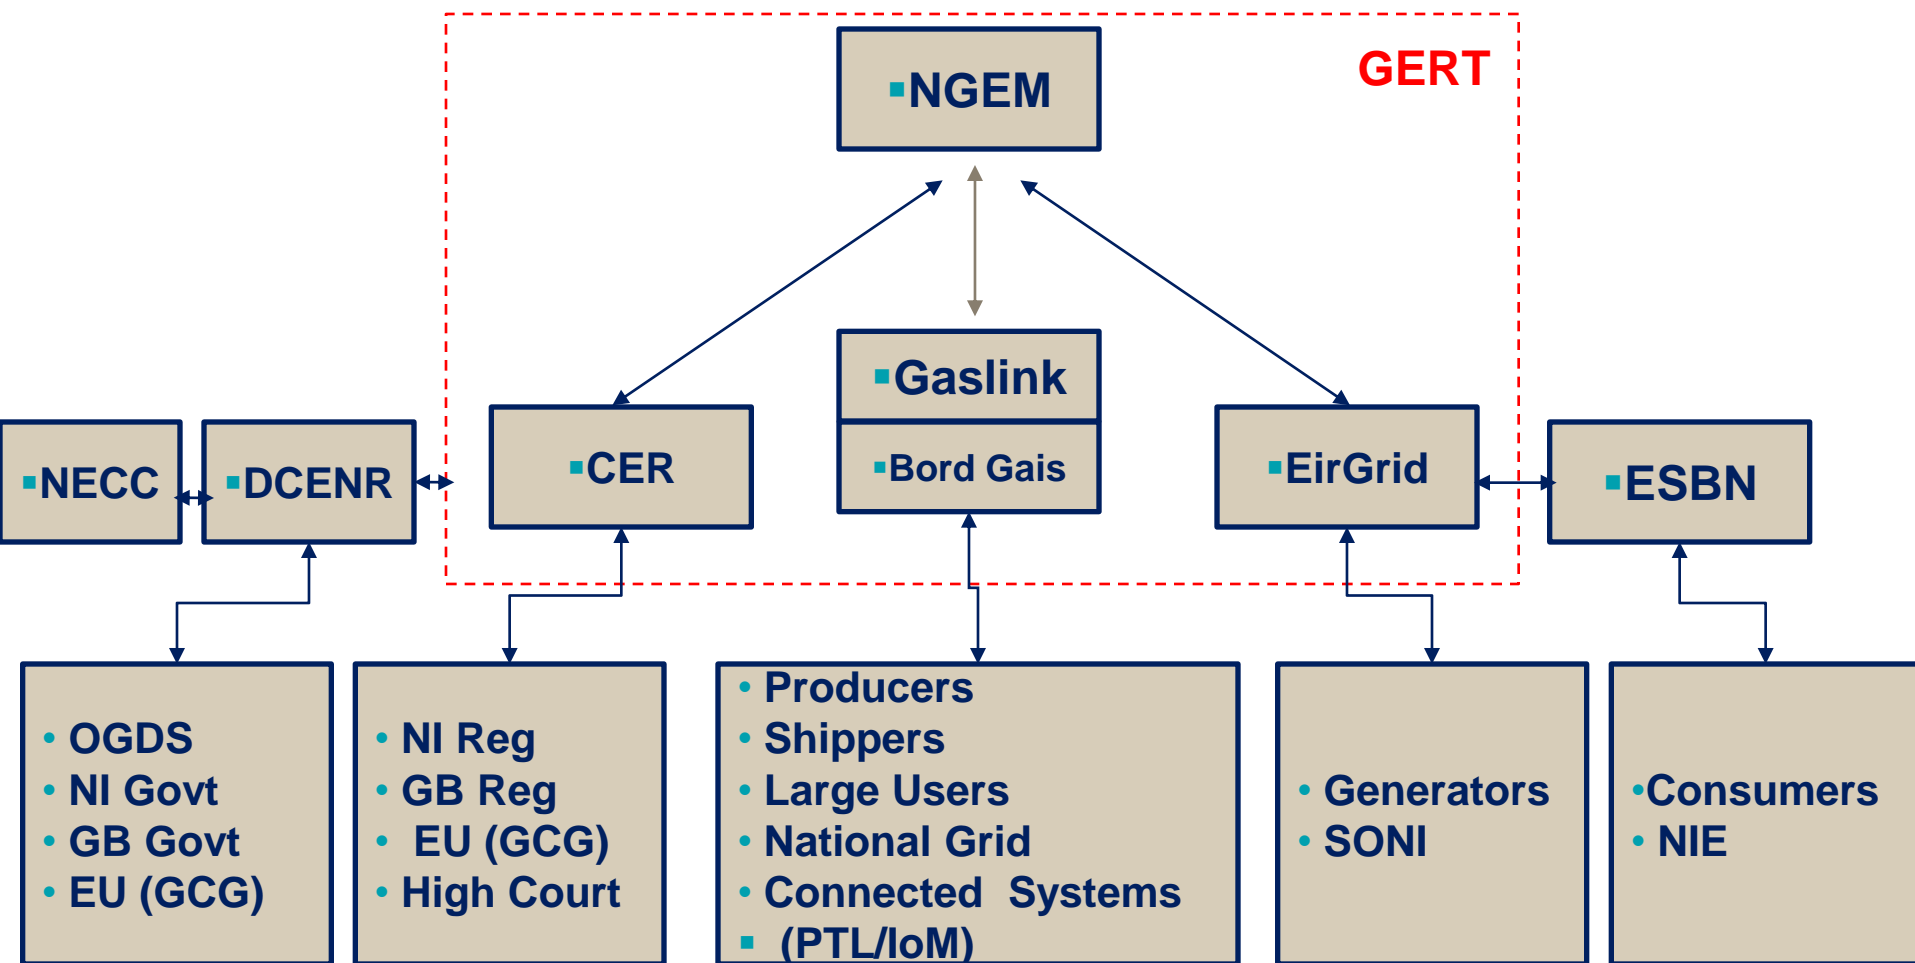 ▪NGEM
GERT
▪Gaslink
▪Bord Gais
▪NECC
▪DCENR
▪CER
▪EirGrid
▪ESBN
• OGDS
• NI Govt
• GB Govt
• EU (GCG)
• NI Reg
• GB Reg
• EU (GCG)
• High Court
• Producers
• Shippers
• Large Users
• National Grid
• Connected Systems
▪ (PTL/IoM)
• Generators
• SONI
•Consumers
• NIE